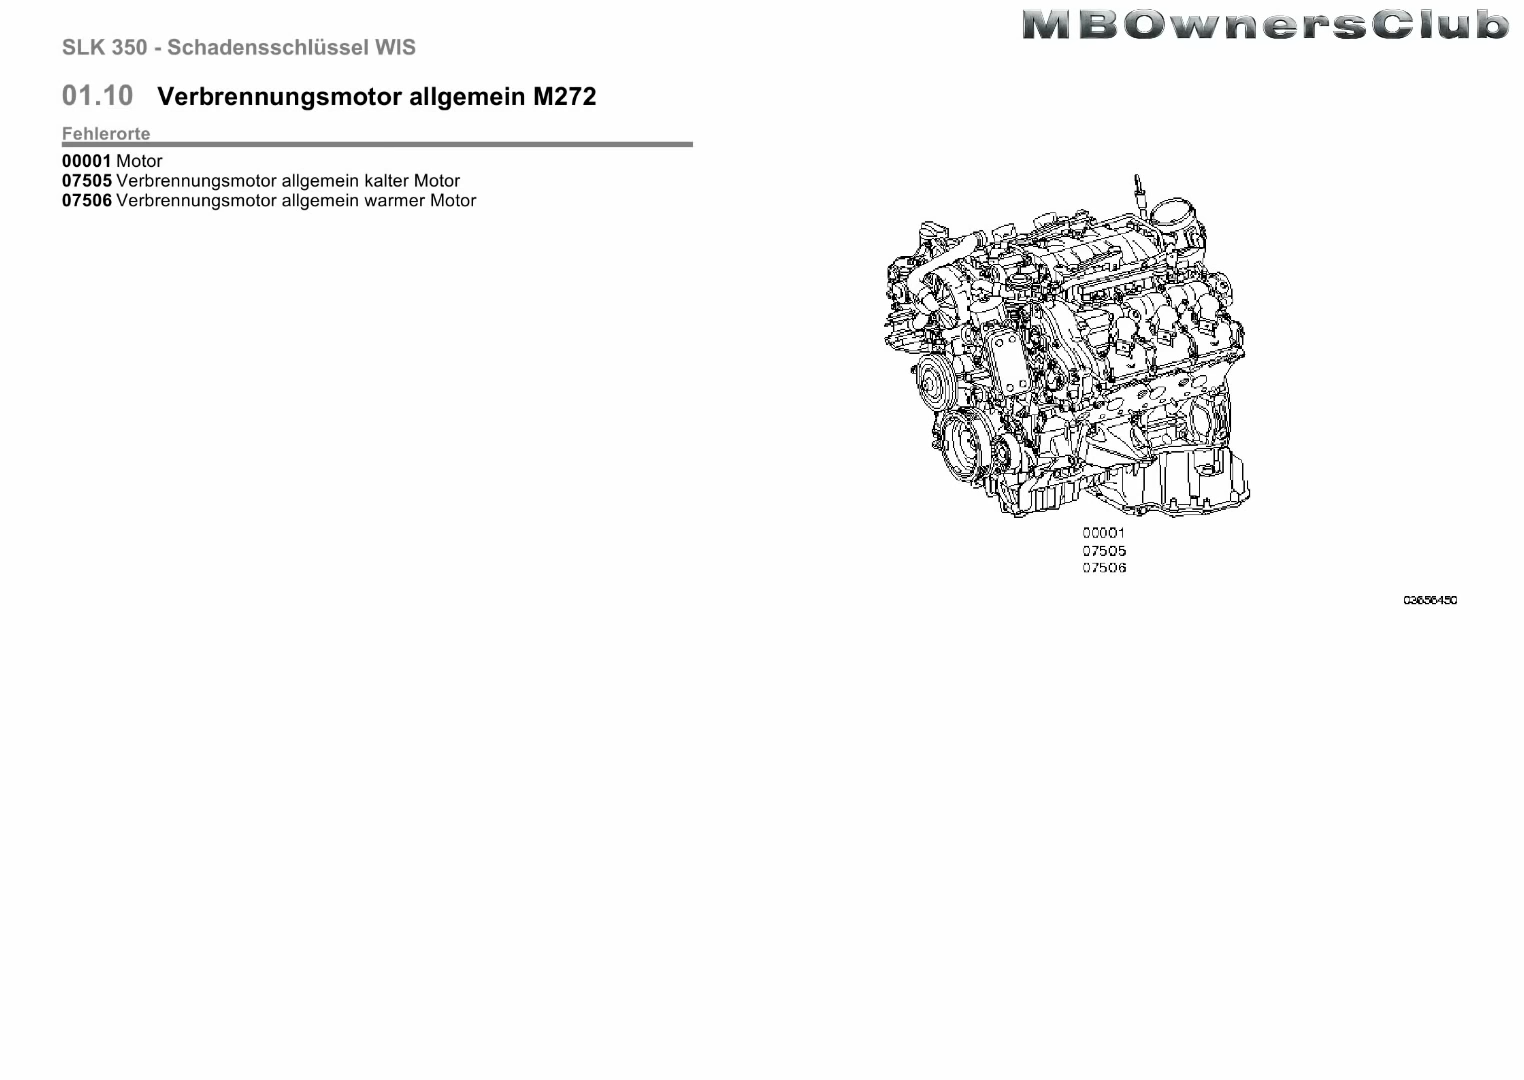 MBOwnersClub
SLK 350 - Schadensschlüssel WIS
01.10 Verbrennungsmotor allgemein M272
Fehlerorte
00001 Motor
07505 Verbrennungsmotor allgemein kalter Motor
07506 Verbrennungsmotor allgemein warmer Motor
00001
07505
07506
03656450